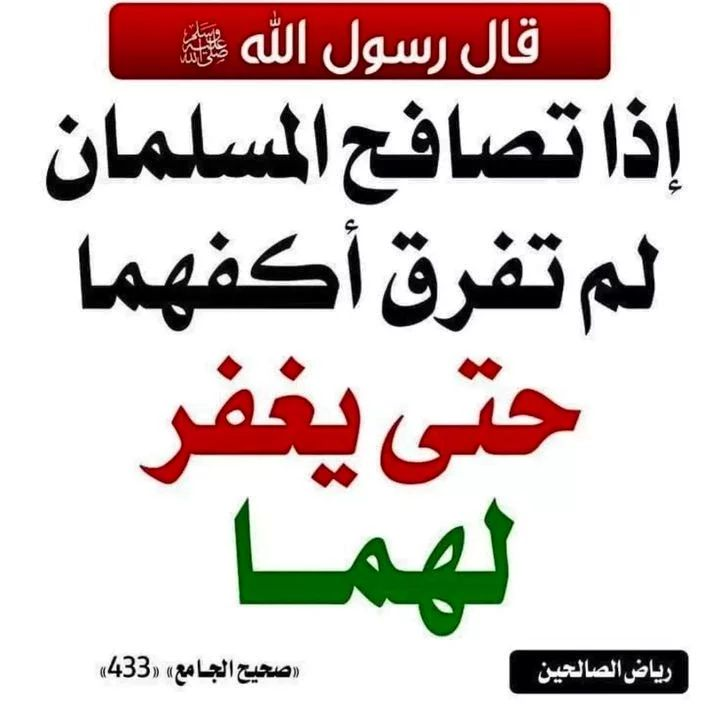 قال رسول الله ﷺ
إذا تصافح المسلمان
لم تفرق أكفهما
حتى يغفر
لهما
رياض الصالحين
«صحيح الجامع» «433»